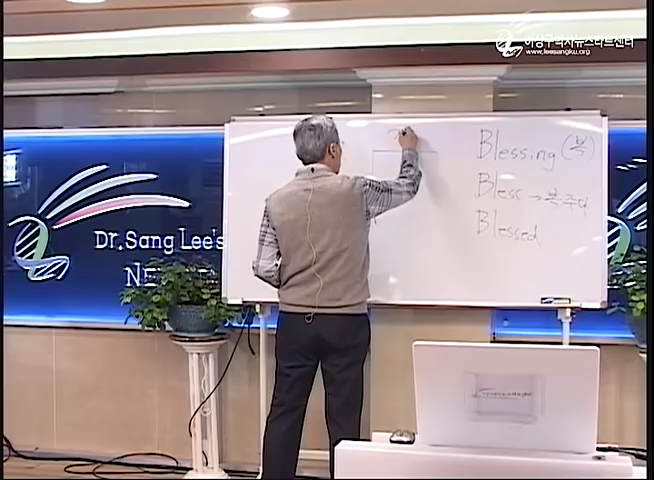 이상구박사뉴스타트센터
www.leesangku.org
Blessing (복)
Bless → 복 주다
Blessed
Dr.Sang Lee's
NE